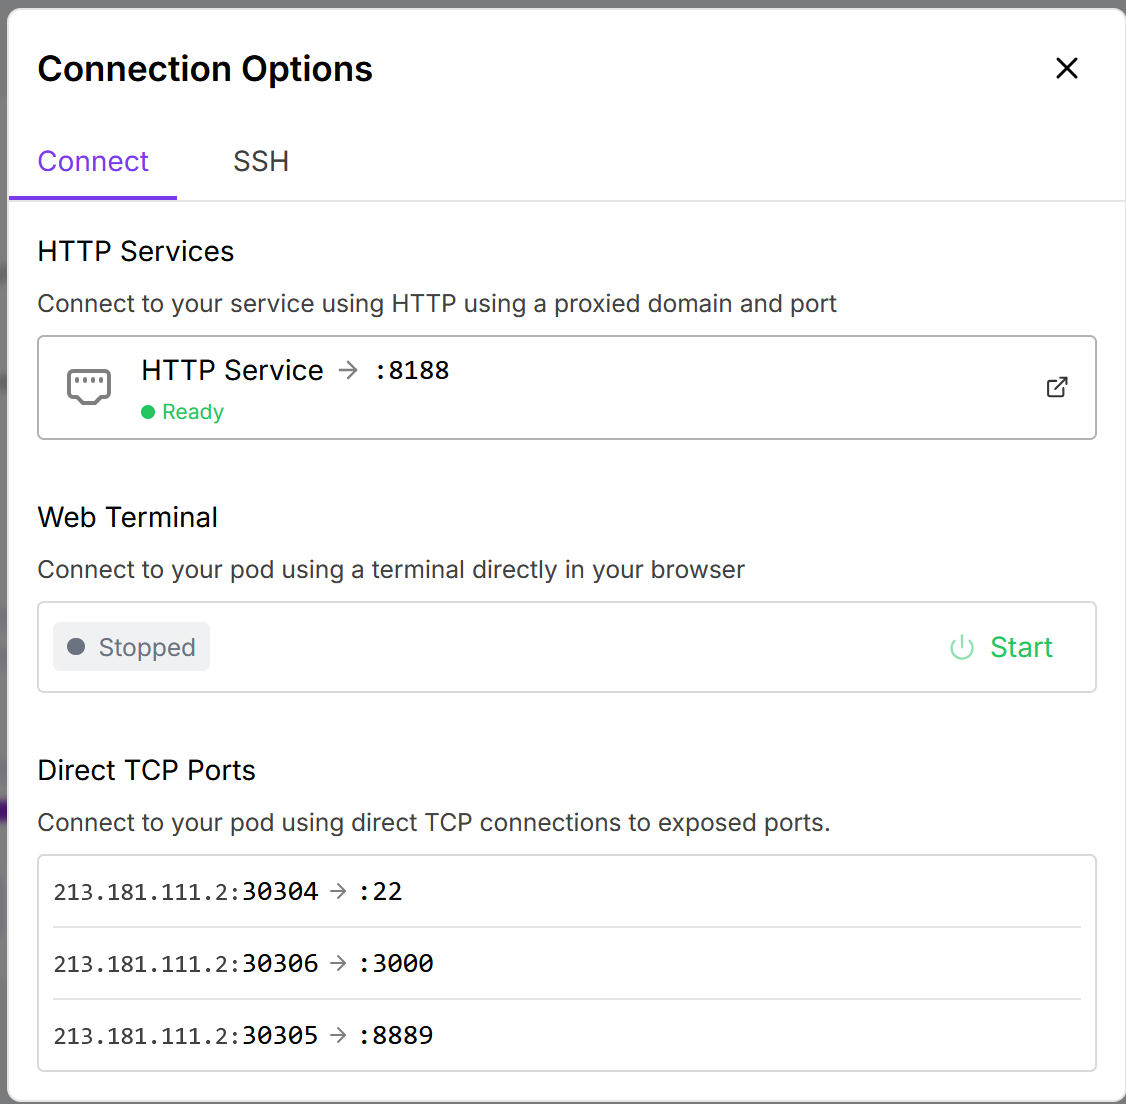 Connection Options
Connect SSH
HTTP Services
Connect to your service using HTTP using a proxied domain and port
HTTP Service → :8188
Ready
Web Terminal
Connect to your pod using a terminal directly in your browser
Stopped Start
Direct TCP Ports
Connect to your pod using direct TCP connections to exposed ports.
213.181.111.2:30304 → :22
213.181.111.2:30306 → :3000
213.181.111.2:30305 → :8889